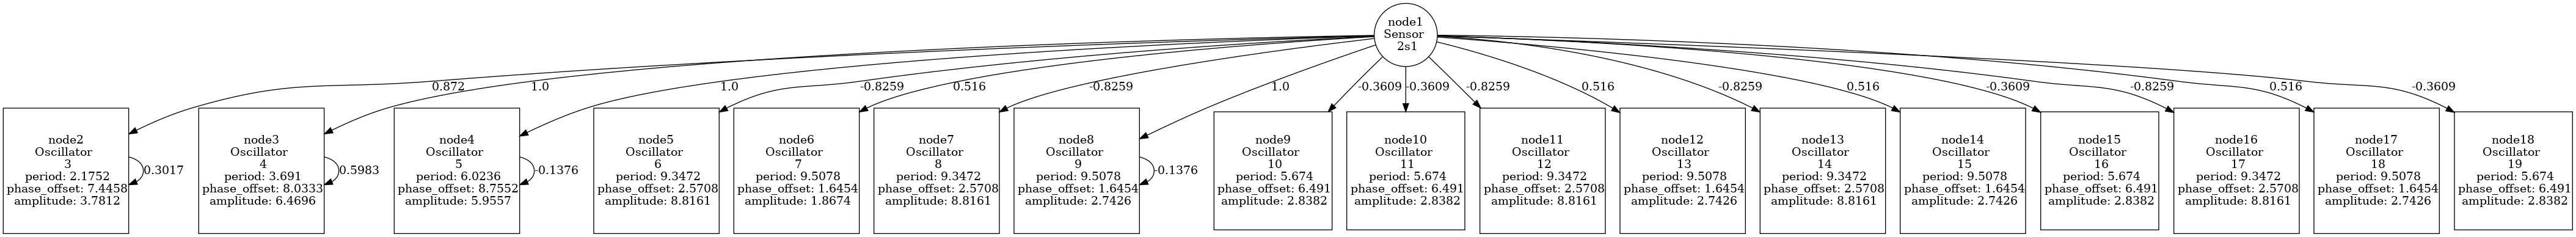 node1
Sensor
2s1
0.872
1.0
1.0
-0.8259
0.516
-0.8259
1.0
-0.3609
-0.3609
-0.8259
0.516
-0.8259
0.516
-0.3609
-0.8259
0.516
-0.3609
node2
Oscillator
3
period: 2.1752
phase_offset: 7.4458
amplitude: 3.7812
0.3017
node3
Oscillator
4
period: 3.691
phase_offset: 8.0333
amplitude: 6.4696
0.5983
node4
Oscillator
5
period: 6.0236
phase_offset: 8.7552
amplitude: 5.9557
-0.1376
node5
Oscillator
6
period: 9.3472
phase_offset: 2.5708
amplitude: 8.8161
node6
Oscillator
7
period: 9.5078
phase_offset: 1.6454
amplitude: 1.8674
node7
Oscillator
8
period: 9.3472
phase_offset: 2.5708
amplitude: 8.8161
node8
Oscillator
9
period: 9.5078
phase_offset: 1.6454
amplitude: 2.7426
-0.1376
node9
Oscillator
10
period: 5.674
phase_offset: 6.491
amplitude: 2.8382
node10
Oscillator
11
period: 5.674
phase_offset: 6.491
amplitude: 2.8382
node11
Oscillator
12
period: 9.3472
phase_offset: 2.5708
amplitude: 8.8161
node12
Oscillator
13
period: 9.5078
phase_offset: 1.6454
amplitude: 2.7426
node13
Oscillator
14
period: 9.3472
phase_offset: 2.5708
amplitude: 8.8161
node14
Oscillator
15
period: 9.5078
phase_offset: 1.6454
amplitude: 2.7426
node15
Oscillator
16
period: 5.674
phase_offset: 6.491
amplitude: 2.8382
node16
Oscillator
17
period: 9.3472
phase_offset: 2.5708
amplitude: 8.8161
node17
Oscillator
18
period: 9.5078
phase_offset: 1.6454
amplitude: 2.7426
node18
Oscillator
19
period: 5.674
phase_offset: 6.491
amplitude: 2.8382